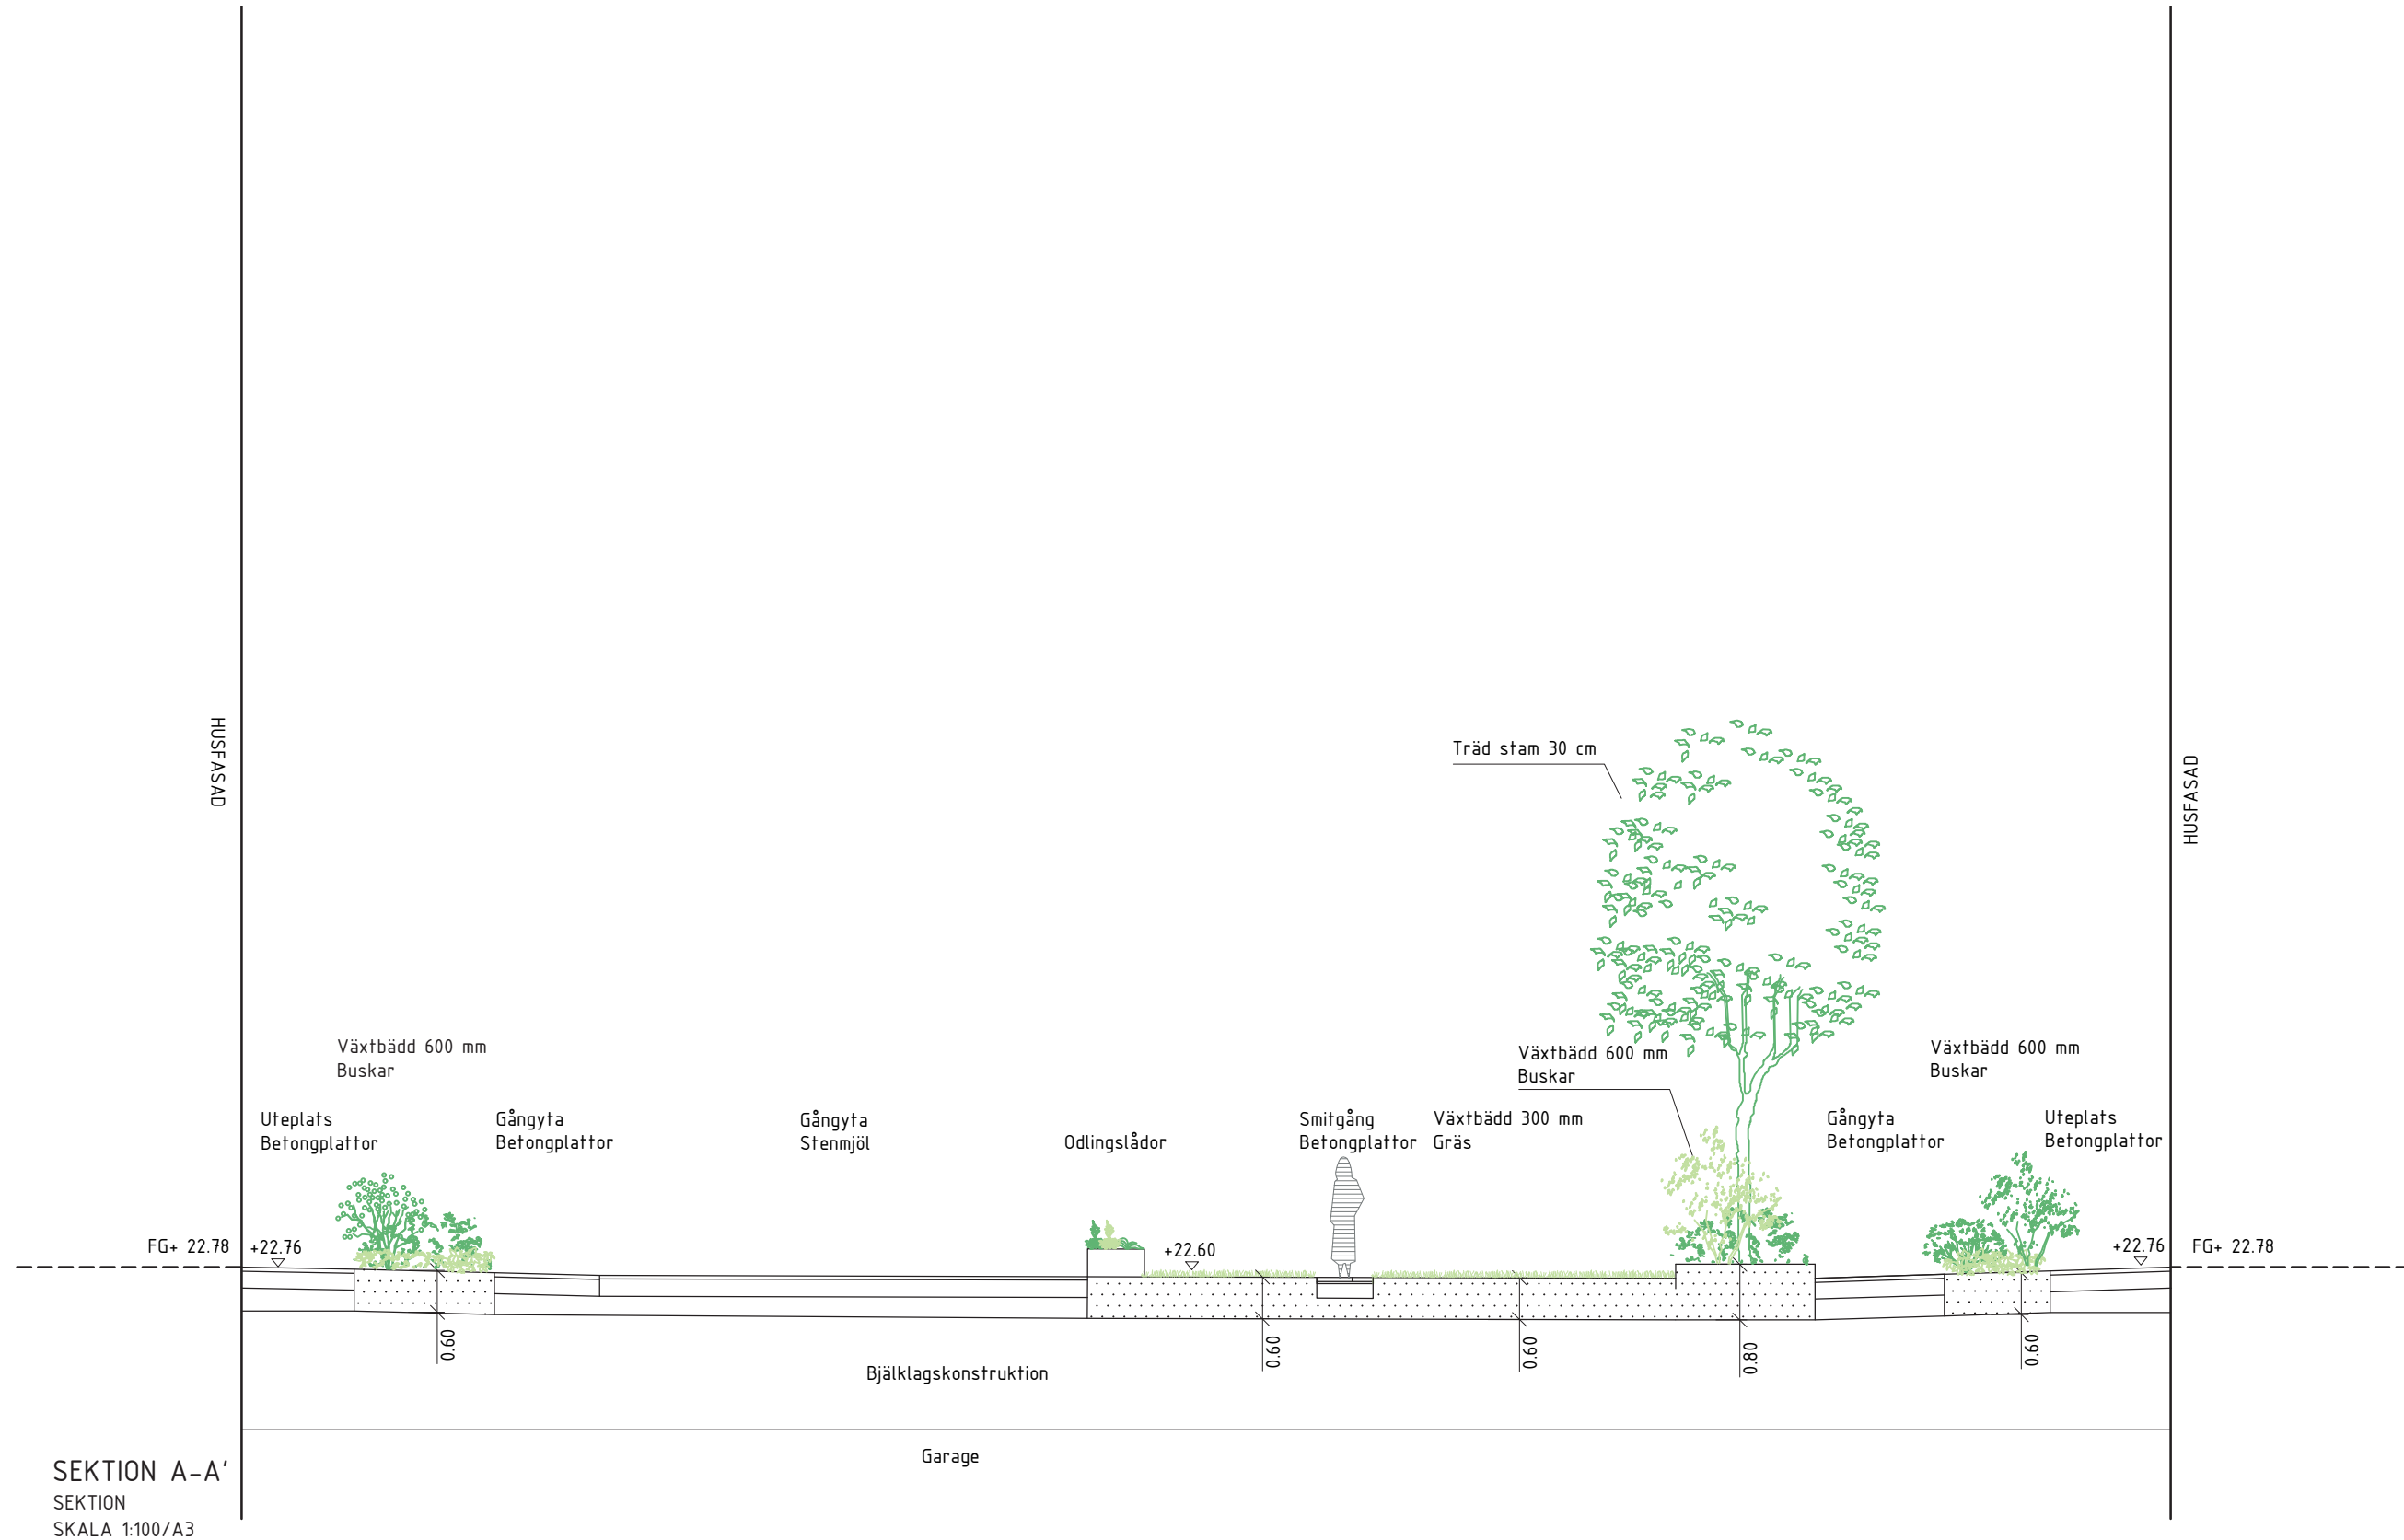 HUSFASAD
HUSFASAD
Träd stam 30 cm
Växtbädd 600 mm
Buskar
Växtbädd 600 mm
Buskar
Växtbädd 600 mm
Buskar
Uteplats
Betongplattor
Gångyta
Betongplattor
Gångyta
Stenmjöl
Odlingslådor
Smitgång
Betongplattor
Växtbädd 300 mm
Gräs
Gångyta
Betongplattor
Uteplats
Betongplattor
FG+ 22.78
+22.76
+22.60
+22.76
FG+ 22.78
0.60
0.60
0.60
0.80
0.60
Bjälklagskonstruktion
Garage
SEKTION A-A'
SEKTION
SKALA 1:100/A3